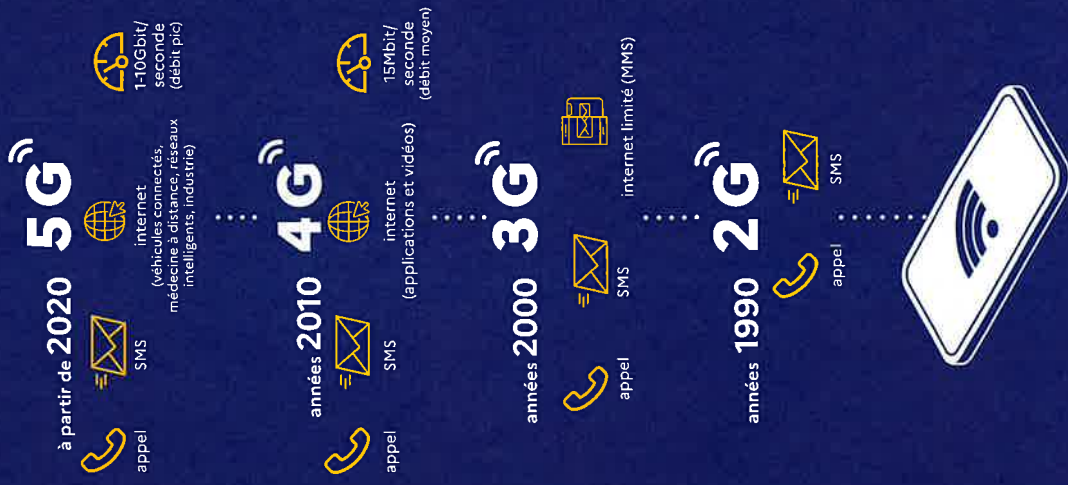 à partir de 2020 5G
appel
SMS
internet
(véhicules connectés,
médecine à distance, réseaux
intelligents, industrie)
1-10Gbit/
seconde
(débit pic)
années 2010 4G
appel
SMS
internet
(applications et vidéos)
15Mbit/
seconde
(débit moyen)
années 2000 3G
appel
SMS
internet limité (MMS)
années 1990 2G
appel
SMS